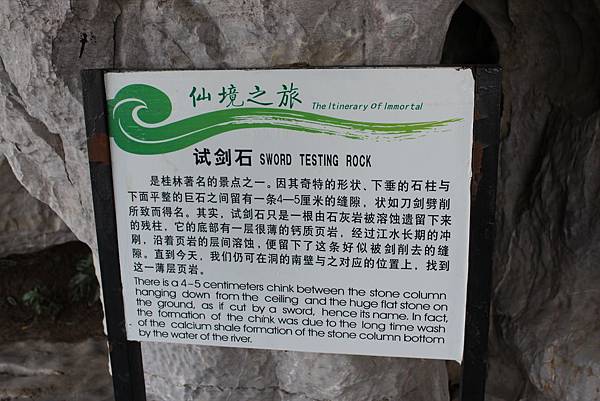 仙境之旅 The Itinerary Of Immortal
试剑石 SWORD TESTING ROCK
是桂林著名的景点之一。因其奇特的形状、下垂的石柱与
下面平整的巨石之间留有一条4—5厘米的缝隙，状如刀剑劈削
所致而得名。其实，试剑石只是一根由石灰岩被溶蚀遗留下来
的残柱，它的底部有一层很薄的钙质页岩，经过江水长期的冲
刷，沿着页岩的层间溶蚀，便留下了这条好似被剑削去的缝
隙。直到今天，我们仍可在洞的南壁与之对应的位置上，找到
这一薄层页岩。
There is a 4-5 centimeters chink between the stone column
hanging down from the ceiling and the huge flat stone on
the ground, as if cut by a sword, hence its name. In fact,
the formation of the chink was due to the long time wash
of the calcium shale formation of the stone column bottom
by the water of the river.